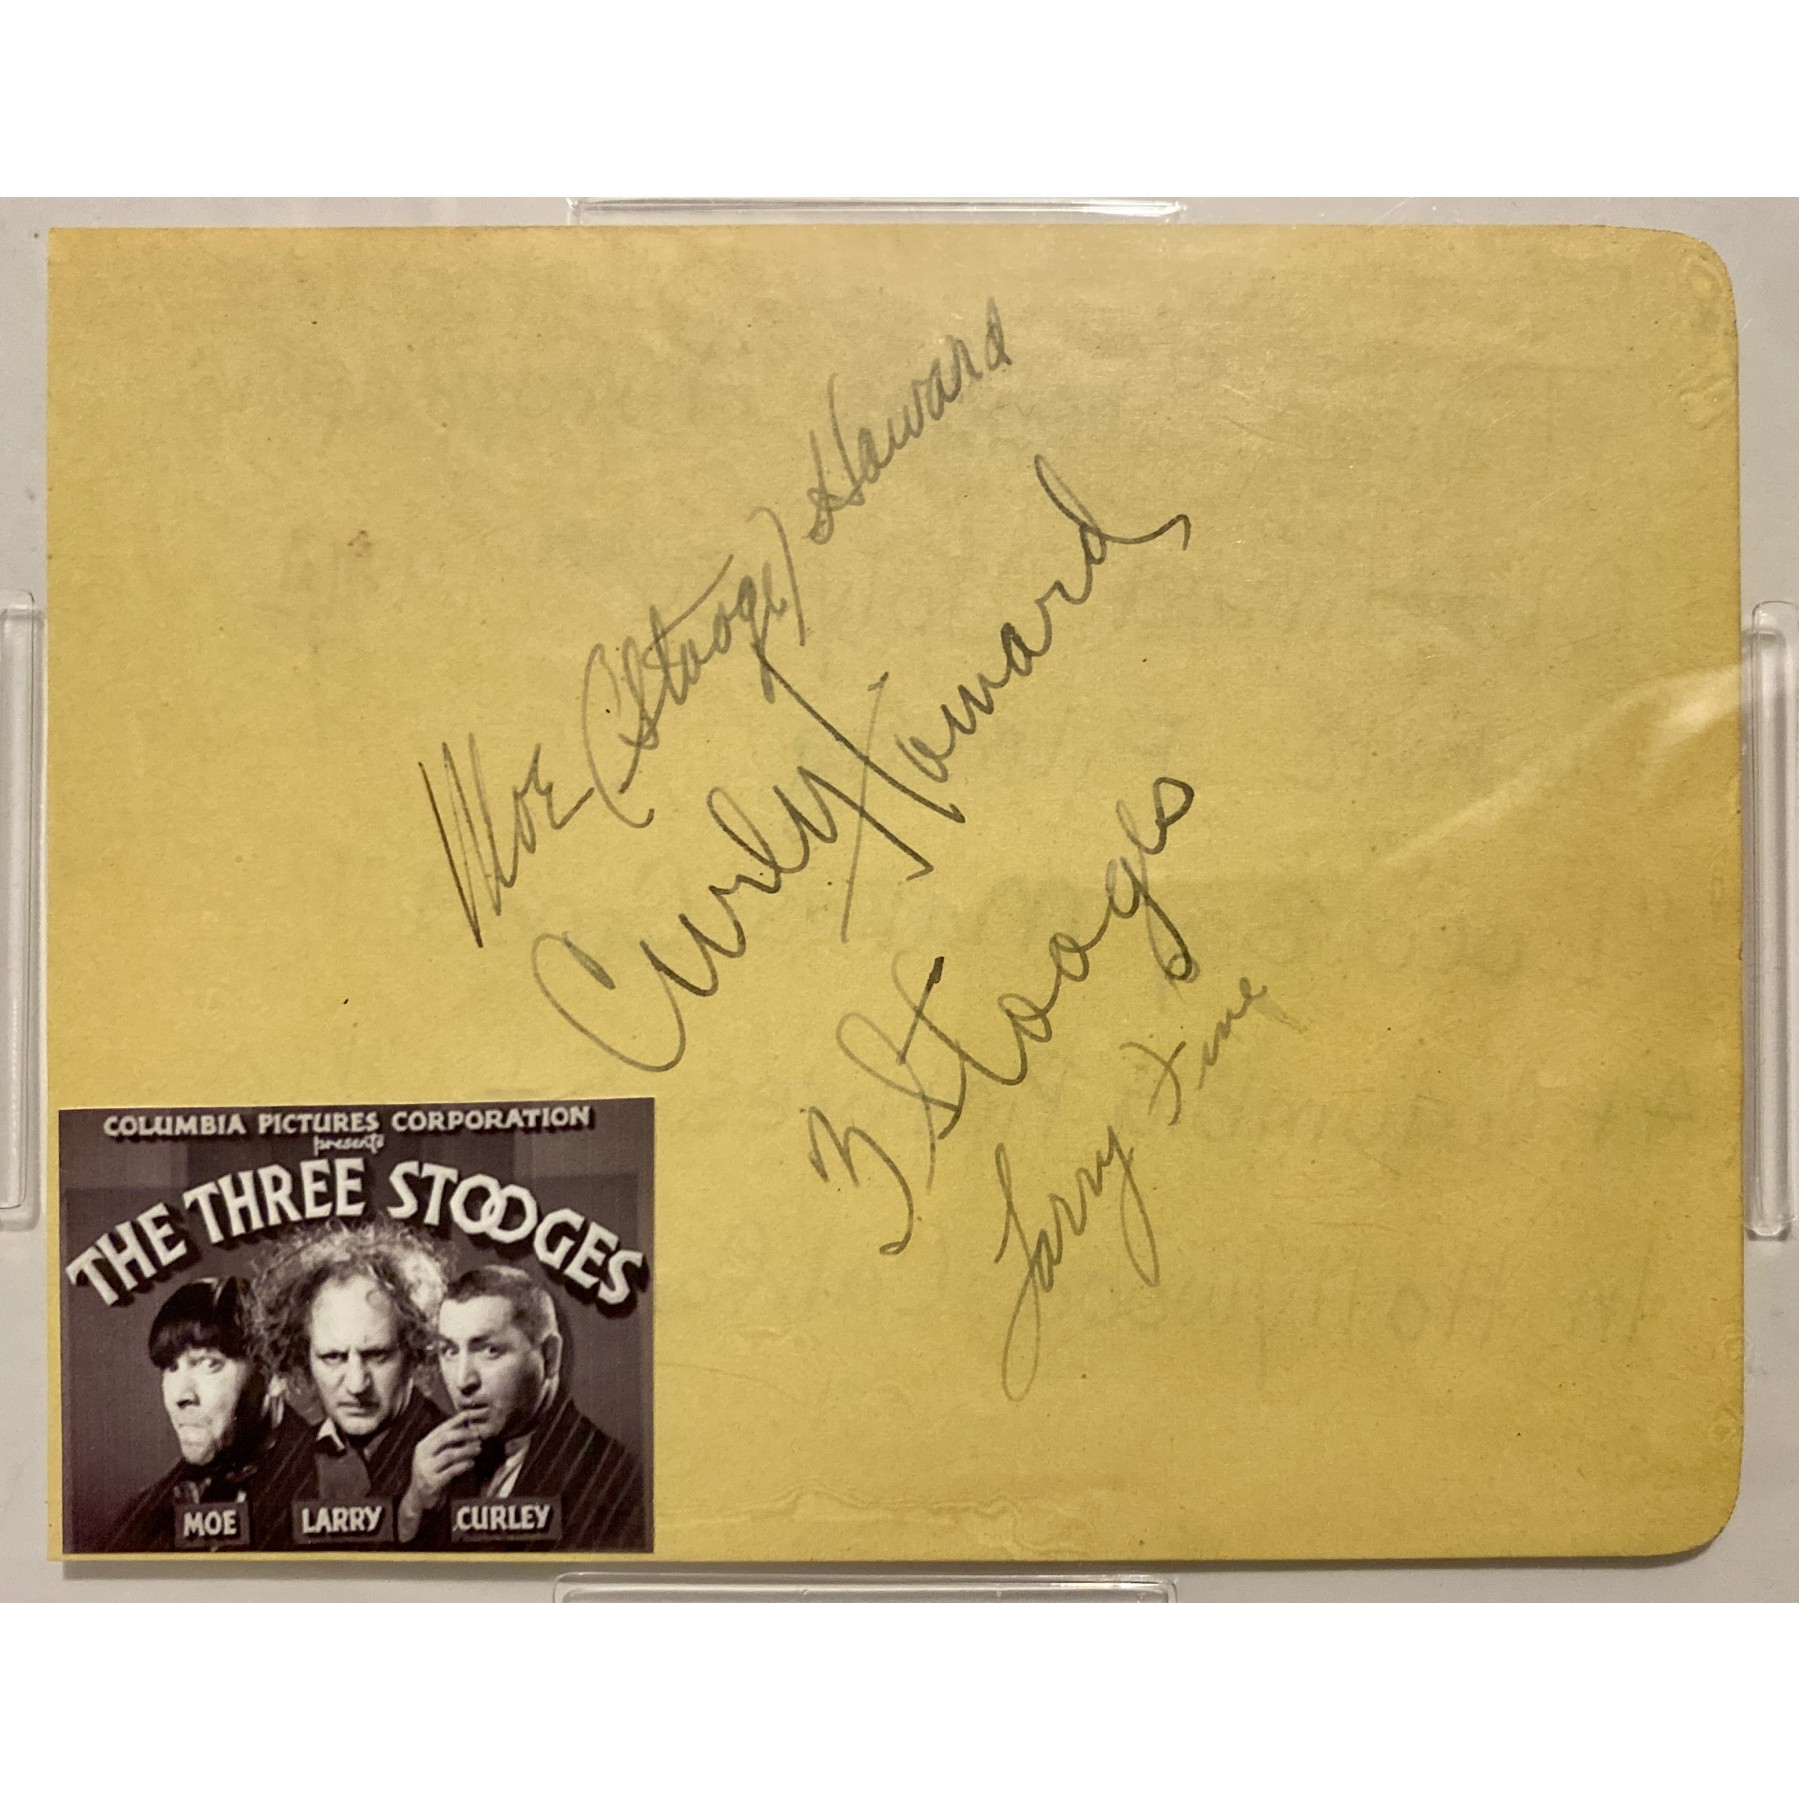 Moe (Stooge) Howard
Curly Howard
3 Stooges
Larry Fine
COLUMBIA PICTURES CORPORATION
presents
THE THREE STOOGES
MOE
LARRY
CURLEY